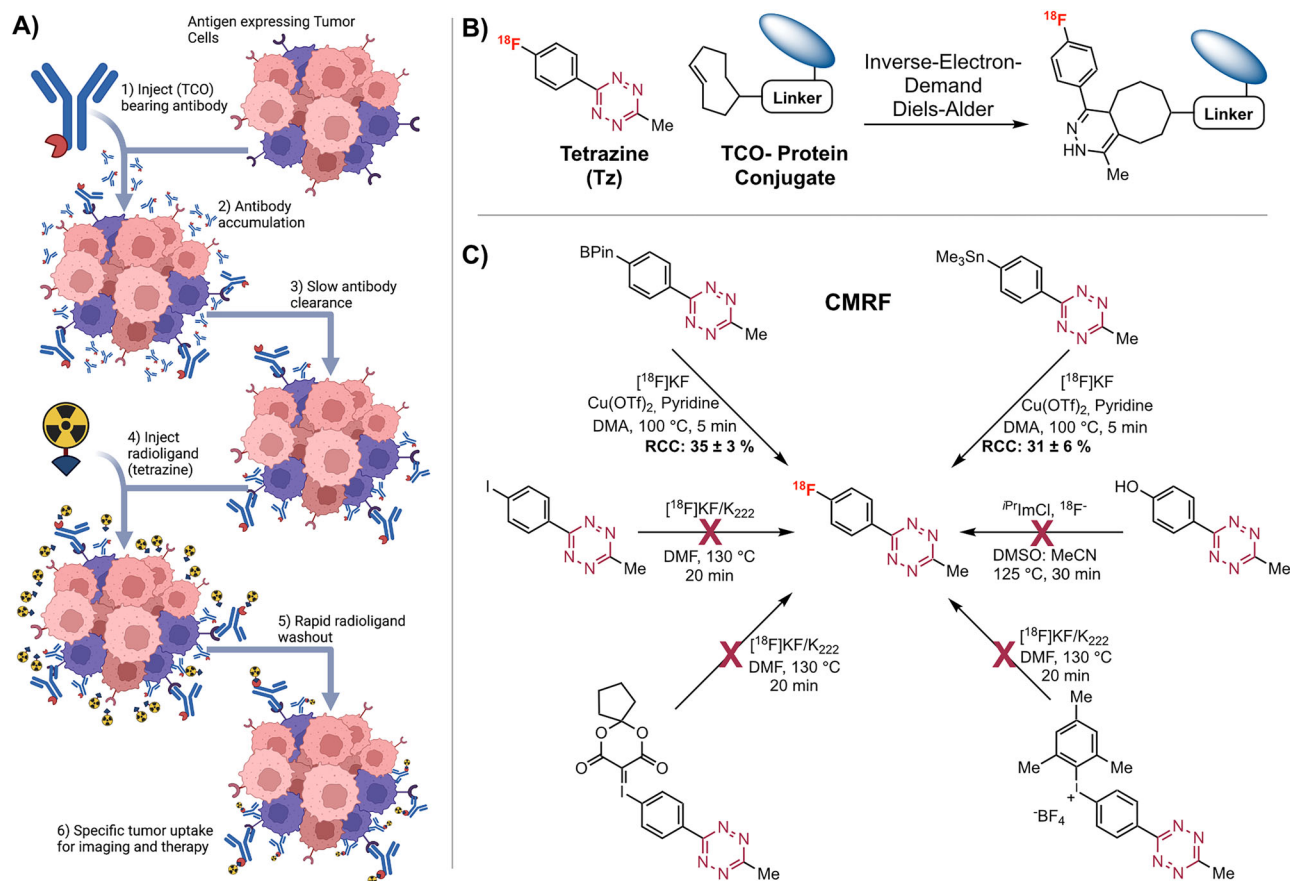 A)
Antigen expressing Tumor
Cells
1) Inject (TCO)
bearing antibody
2) Antibody
accumulation
3) Slow antibody
clearance
4) Inject
radioligand
(tetrazine)
5) Rapid radioligand
washout
6) Specific tumor uptake
for imaging and therapy
B)
¹⁸F
N
N
N
N
Me
Tetrazine
(Tz)
Linker
TCO- Protein
Conjugate
Inverse-Electron-
Demand
Diels-Alder
¹⁸F
N
HN
Me
Linker
C)
BPin
N
N
N
N
Me
CMRF
Me₃Sn
N
N
N
N
Me
[¹⁸F]KF
Cu(OTf)₂, Pyridine
DMA, 100 °C, 5 min
RCC: 35 ± 3 %
[¹⁸F]KF
Cu(OTf)₂, Pyridine
DMA, 100 °C, 5 min
RCC: 31 ± 6 %
I
N
N
N
N
Me
[¹⁸F]KF/K₂₂₂
X
DMF, 130 °C
20 min
¹⁸F
N
N
N
N
Me
ⁱᴾʳImCl, ¹⁸F⁻
X
DMSO: MeCN
125 °C, 30 min
HO
N
N
N
N
Me
X
[¹⁸F]KF/K₂₂₂
DMF, 130 °C
20 min
X
[¹⁸F]KF/K₂₂₂
DMF, 130 °C
20 min
O
O
O
O
I
N
N
N
N
Me
Me
Me
Me
I
+
⁻BF₄
N
N
N
N
Me